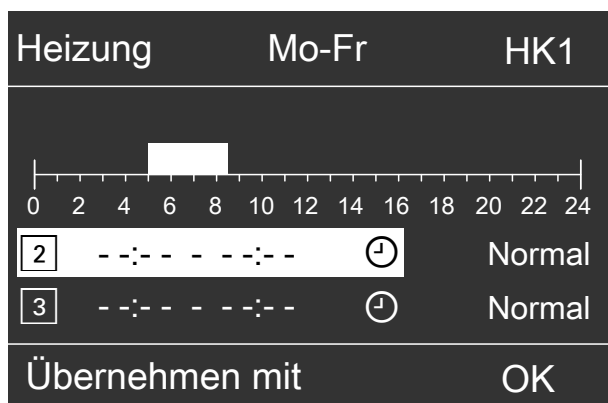 Heizung Mo-Fr HK1
0 2 4 6 8 10 12 14 16 18 20 22 24
2 - -:- - - - -:- - Normal
3 - -:- - - - -:- - Normal
Übernehmen mit OK